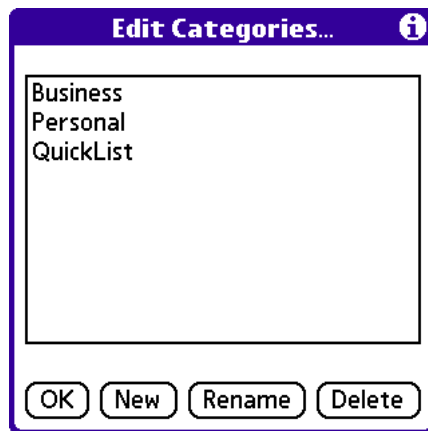 Edit Categories...
i
Business
Personal
QuickList
OK New Rename Delete